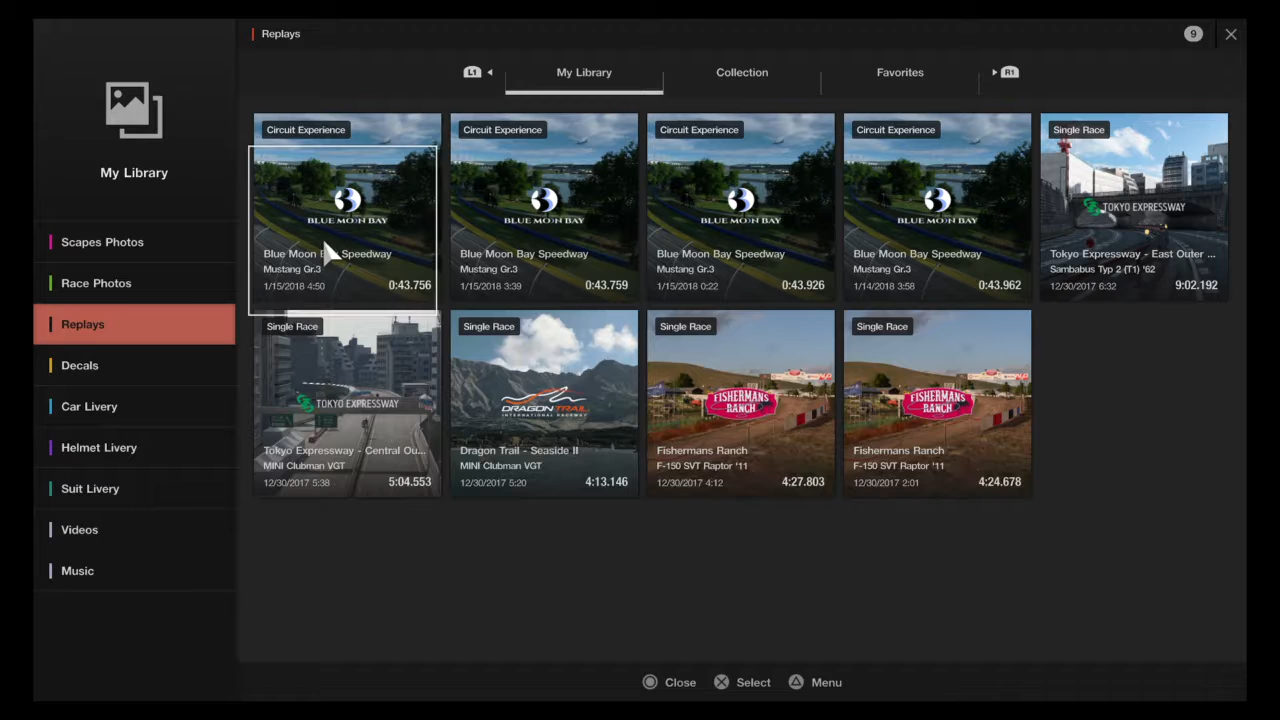 Replays
9
L1
My Library
Collection
Favorites
R1
My Library
Scapes Photos
Race Photos
Replays
Decals
Car Livery
Helmet Livery
Suit Livery
Videos
Music
Circuit Experience
BLUE MOON BAY
Blue Moon B Speedway
Mustang Gr.3
1/15/2018 4:50
0:43.756
Circuit Experience
BLUE MOON BAY
Blue Moon Bay Speedway
Mustang Gr.3
1/15/2018 3:39
0:43.759
Circuit Experience
BLUE MOON BAY
Blue Moon Bay Speedway
Mustang Gr.3
1/15/2018 0:22
0:43.926
Circuit Experience
BLUE MOON BAY
Blue Moon Bay Speedway
Mustang Gr.3
1/14/2018 3:58
0:43.962
Single Race
TOKYO EXPRESSWAY
Tokyo Expressway - East Outer ...
Sambabus Typ 2 (T1) '62
12/30/2017 6:32
9:02.192
Single Race
TOKYO EXPRESSWAY
Tokyo Expressway - Central Ou...
MINI Clubman VGT
12/30/2017 5:38
5:04.553
Single Race
DRAGON TRAIL
INTERNATIONAL RACEWAY
Dragon Trail - Seaside II
MINI Clubman VGT
12/30/2017 5:20
4:13.146
Single Race
FISHERMANS
RANCH
Fishermans Ranch
F-150 SVT Raptor '11
12/30/2017 4:12
4:27.803
Single Race
FISHERMANS
RANCH
Fishermans Ranch
F-150 SVT Raptor '11
12/30/2017 2:01
4:24.678
Close
Select
Menu